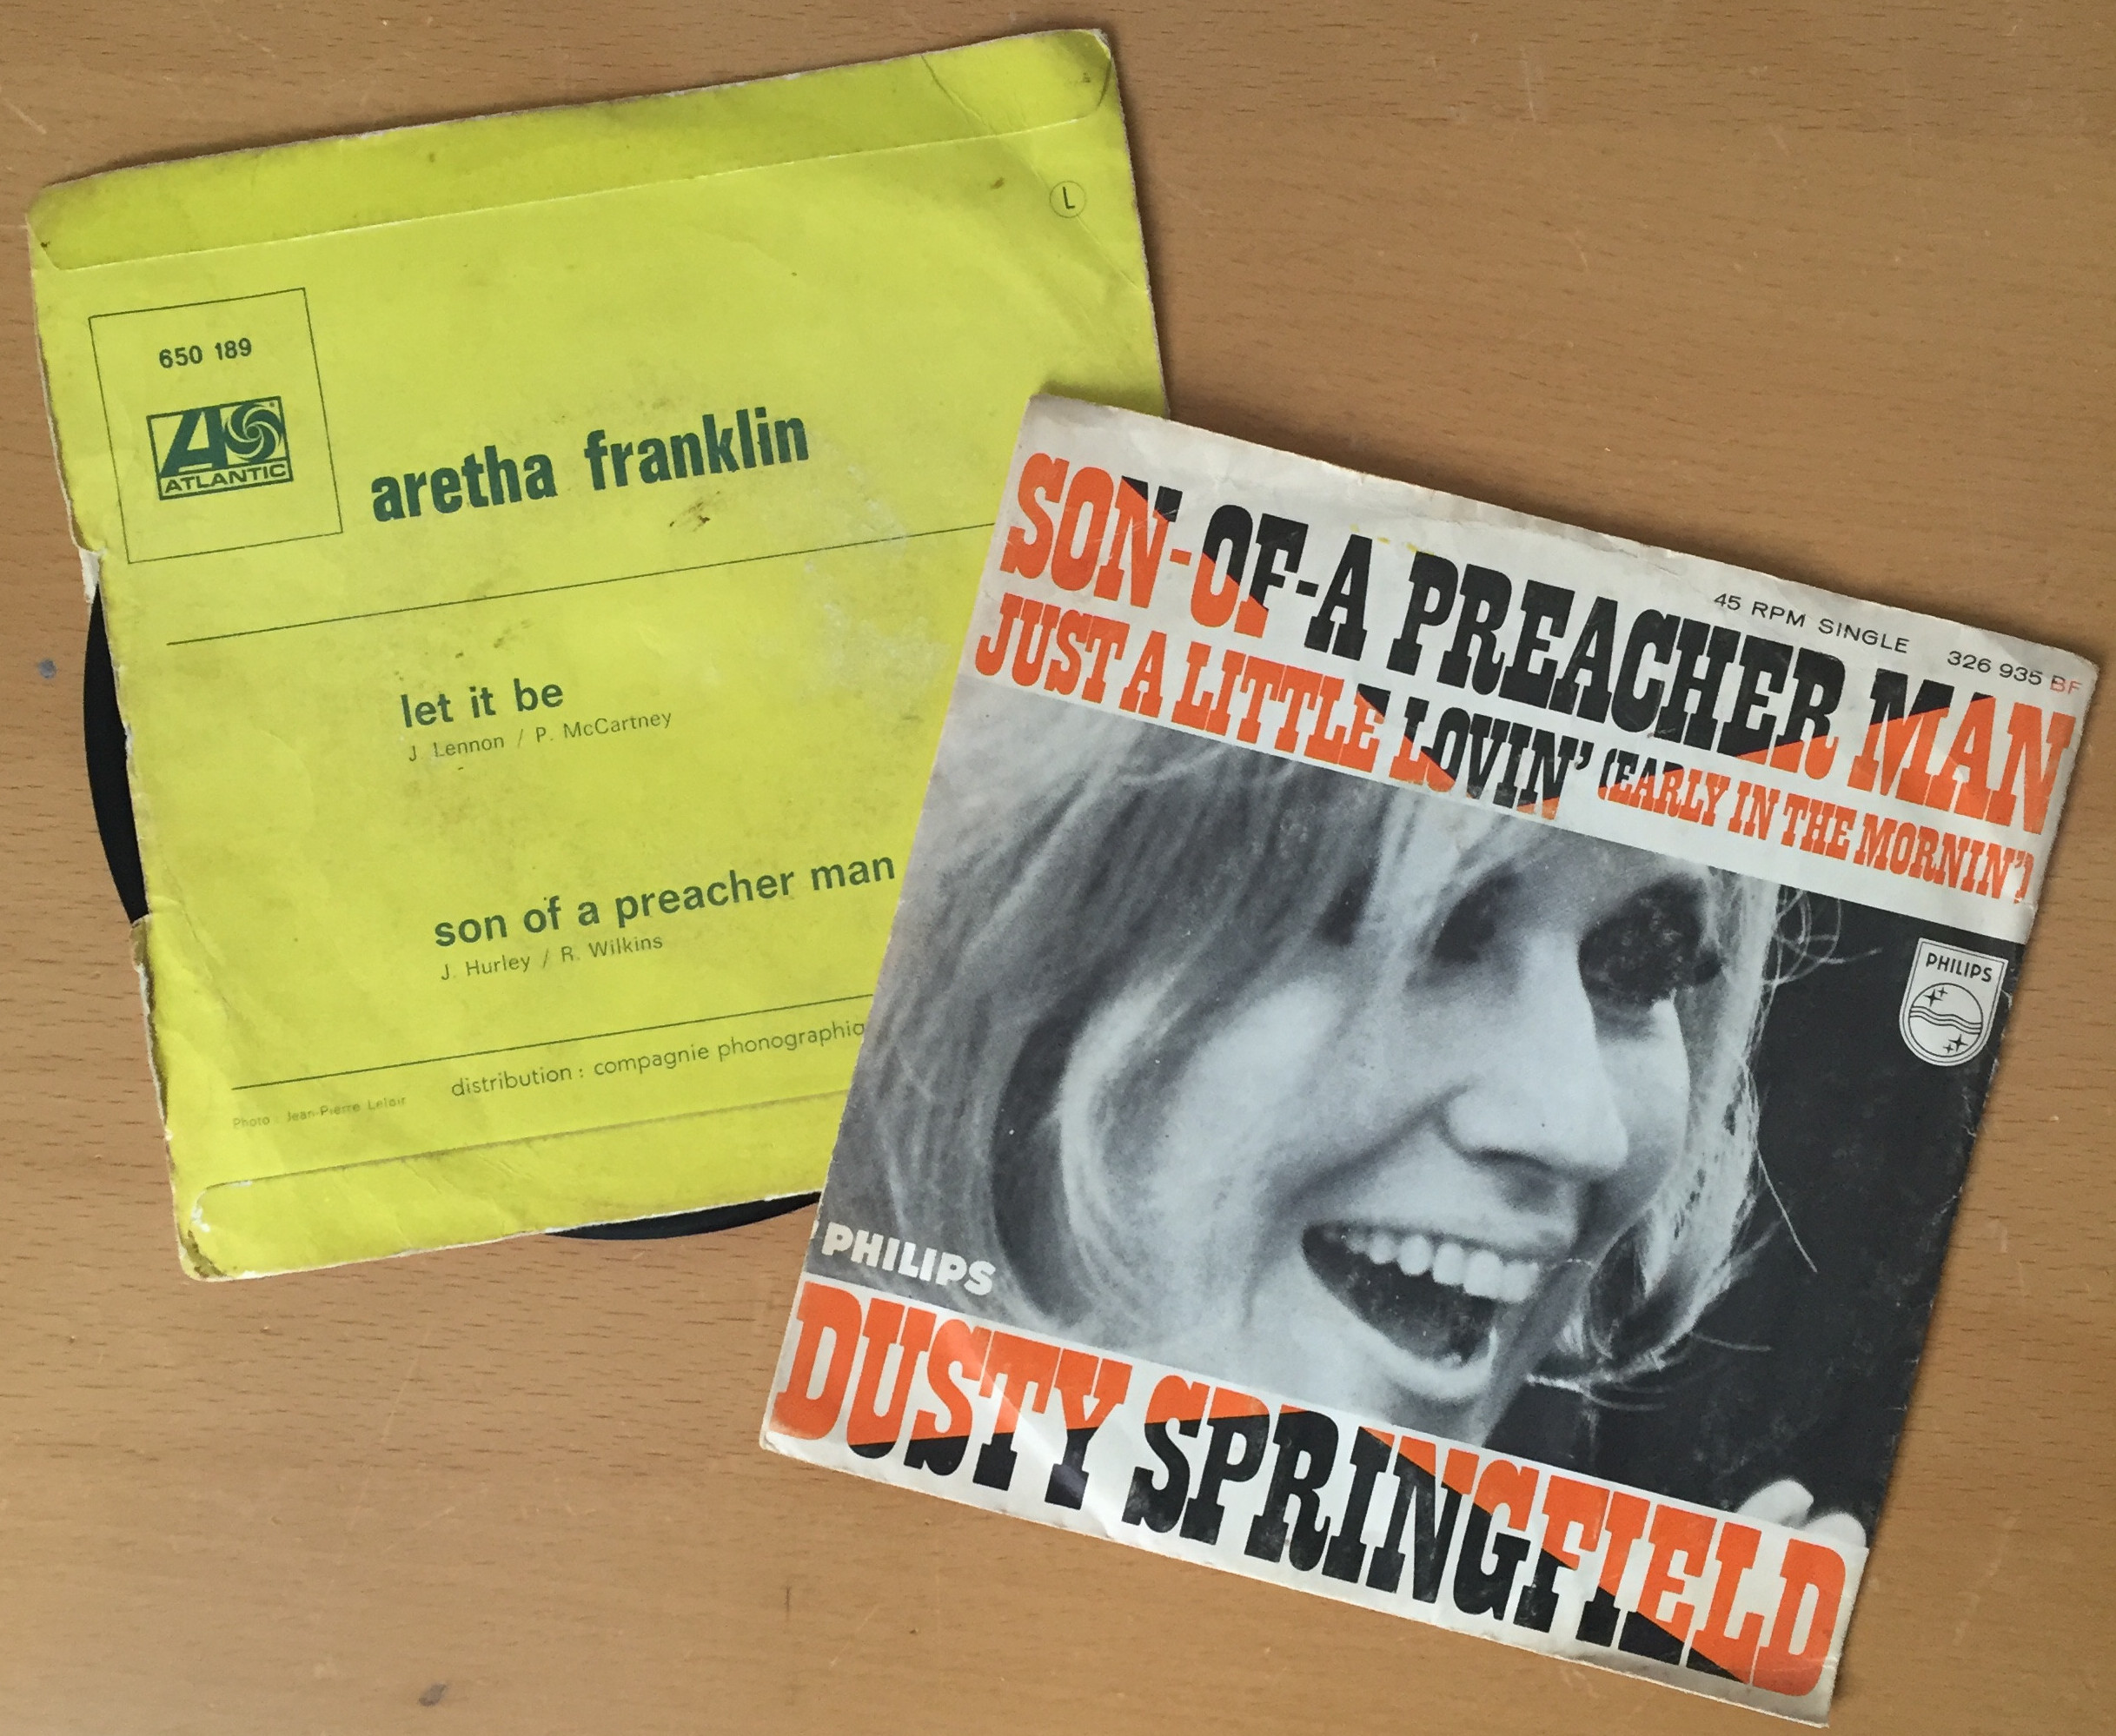 L
650 189
ATLANTIC
aretha franklin
let it be
J. Lennon / P. McCartney
son of a preacher man
J. Hurley / R. Wilkins
distribution : compagnie phonographiq
Photo : Jean-Pierre Leloir
45 RPM SINGLE 326 935 BF
SON-OF-A PREACHER MAN
JUST A LITTLE LOVIN' (EARLY IN THE MORNIN')
PHILIPS
PHILIPS
DUSTY SPRINGFIELD